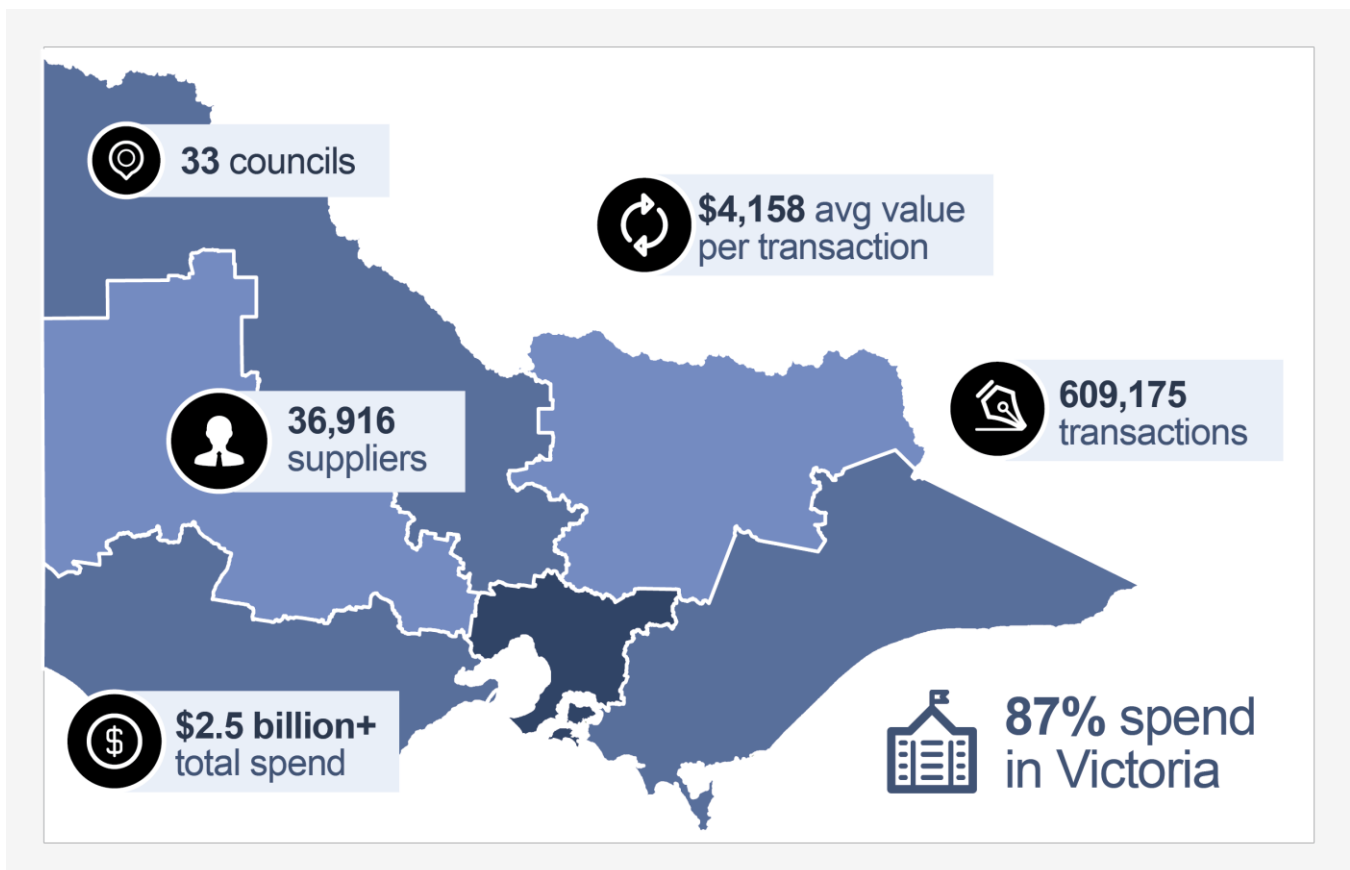 33 councils
$4,158 avg value
per transaction
36,916
suppliers
609,175
transactions
$2.5 billion+
total spend
87% spend
in Victoria